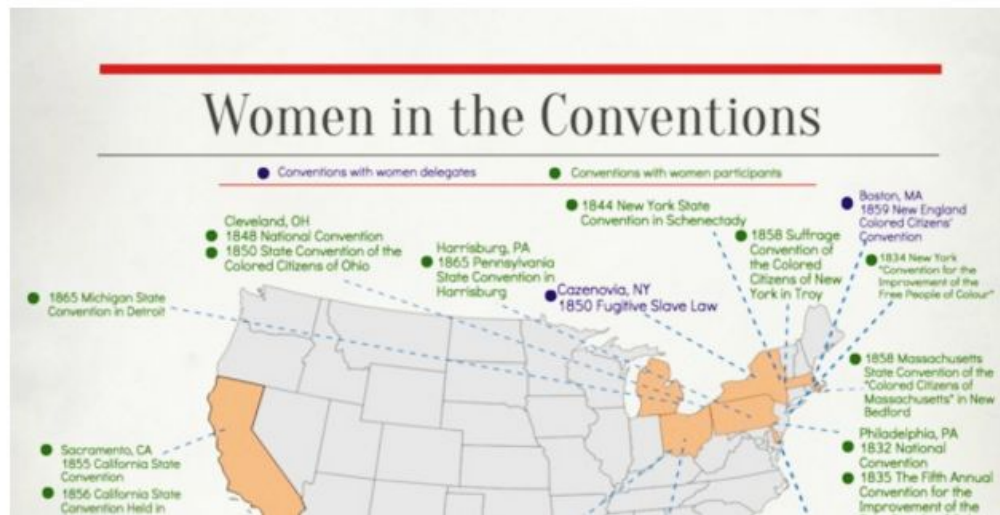 Women in the Conventions
Conventions with women delegates
Conventions with women participants
Cleveland, OH
1848 National Convention
1850 State Convention of the
Colored Citizens of Ohio
Harrisburg, PA
1865 Pennsylvania
State Convention in
Harrisburg
1844 New York State
Convention in Schenectady
Cazenovia, NY
1850 Fugitive Slave Law
1858 Suffrage
Convention of
the Colored
Citizens of New
York in Troy
Boston, MA
1859 New England
Colored Citizens'
Convention
1834 New York
"Convention for the
Improvement of the
Free People of Colour"
1865 Michigan State
Convention in Detroit
1858 Massachusetts
State Convention of the
"Colored Citizens of
Massachusetts" in New
Bedford
Sacramento, CA
1855 California State
Convention
1856 California State
Convention Held in
Philadelphia, PA
1832 National
Convention
1835 The Fifth Annual
Convention for the
Improvement of the